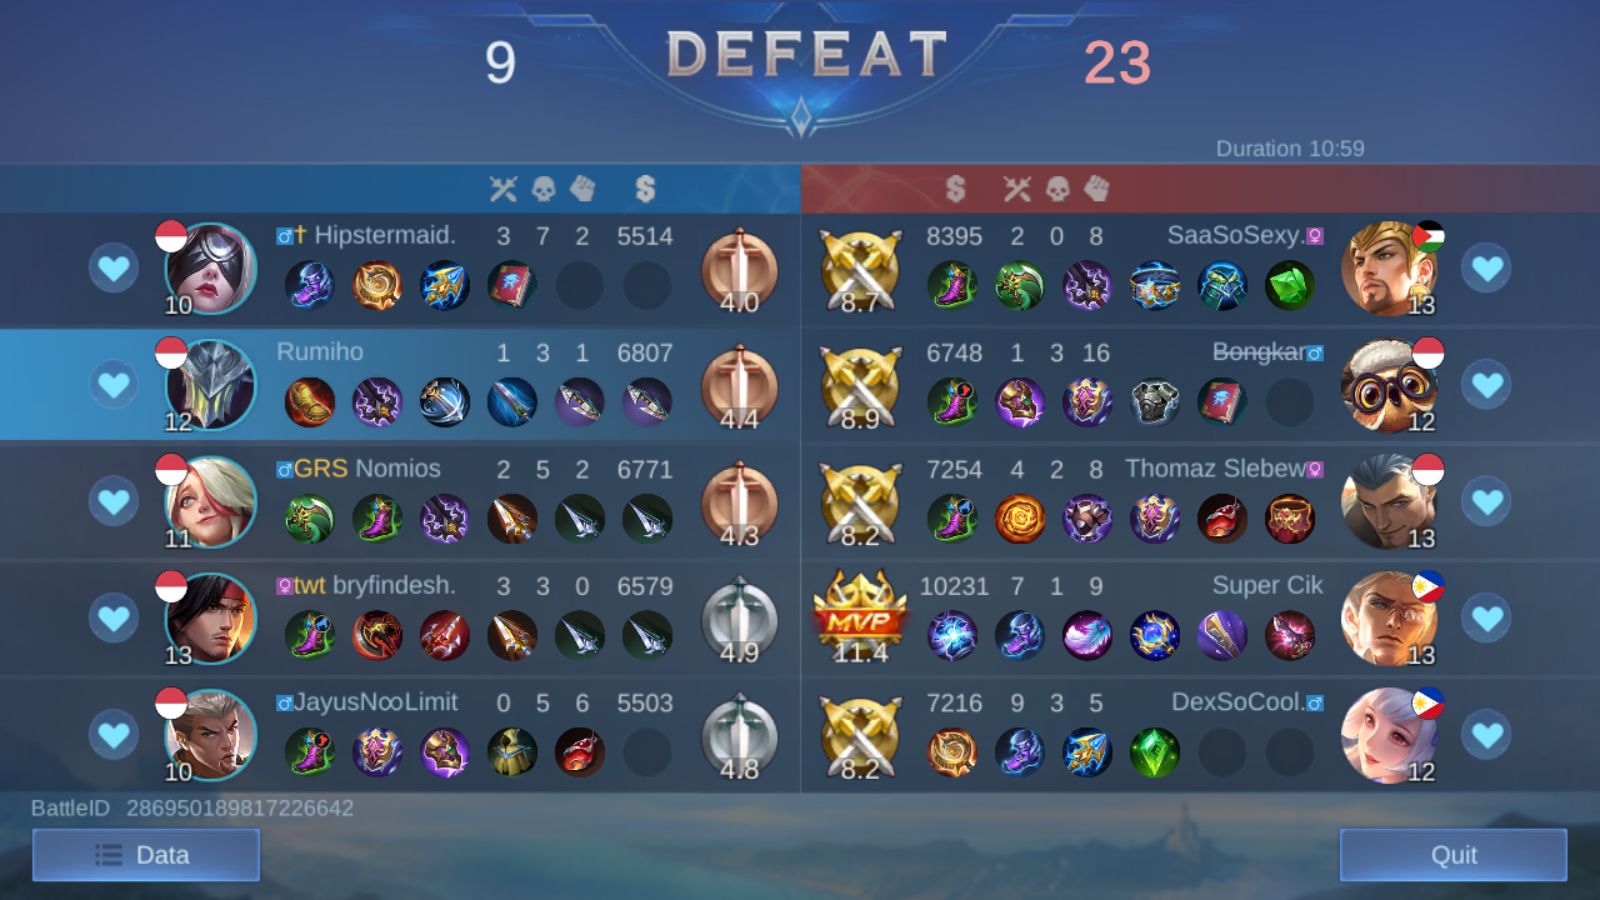 9 DEFEAT 23
Duration 10:59
♂† Hipstermaid. 3 7 2 5514
10 4.0
8.7 8395 2 0 8 SaaSoSexy.♀
13
Rumiho 1 3 1 6807
12 4.4
8.9 6748 1 3 16 Bongkar♂
12
♂GRS Nomios 2 5 2 6771
11 4.3
8.2 7254 4 2 8 Thomaz Slebew♀
13
♀twt bryfindesh. 3 3 0 6579
13 4.9
MVP 11.4 10231 7 1 9 Super Cik
13
♂JayusNooLimit 0 5 6 5503
10 4.8
8.2 7216 9 3 5 DexSoCool.♂
12
BattleID 286950189817226642
Data
Quit